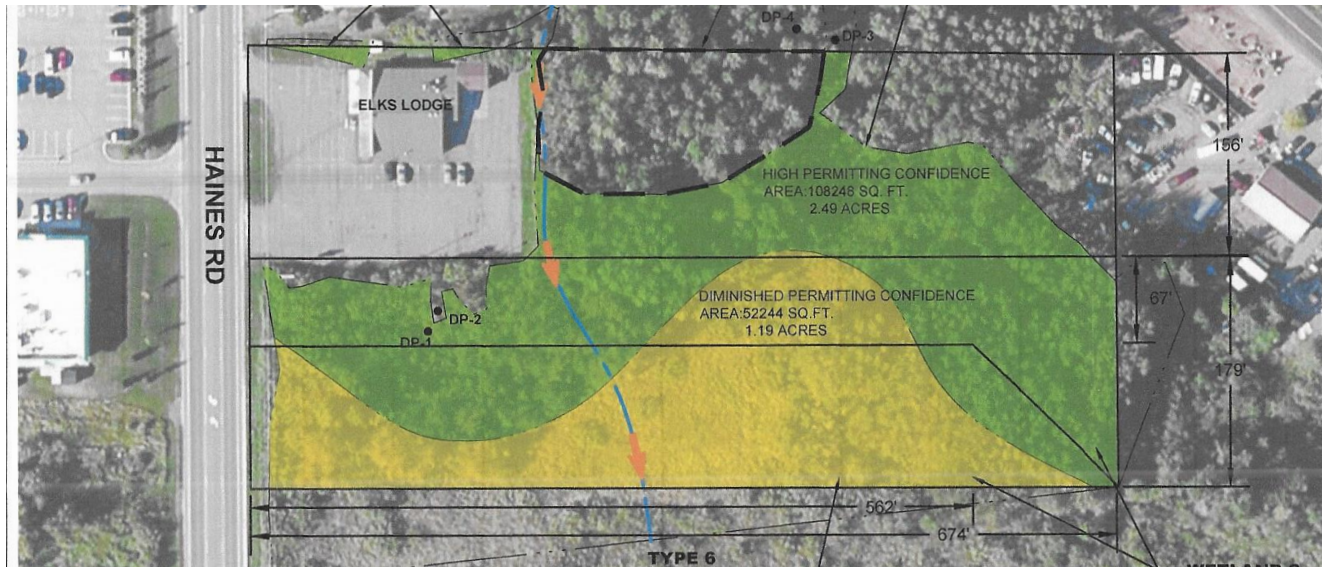 DP-4
DP-3
ELKS LODGE
156'
HAINES RD
HIGH PERMITTING CONFIDENCE
AREA:108248 SQ. FT.
2.49 ACRES
DIMINISHED PERMITTING CONFIDENCE
AREA:52244 SQ.FT.
1.19 ACRES
67'
DP-2
DP-1
179'
562'
674'
TYPE 6